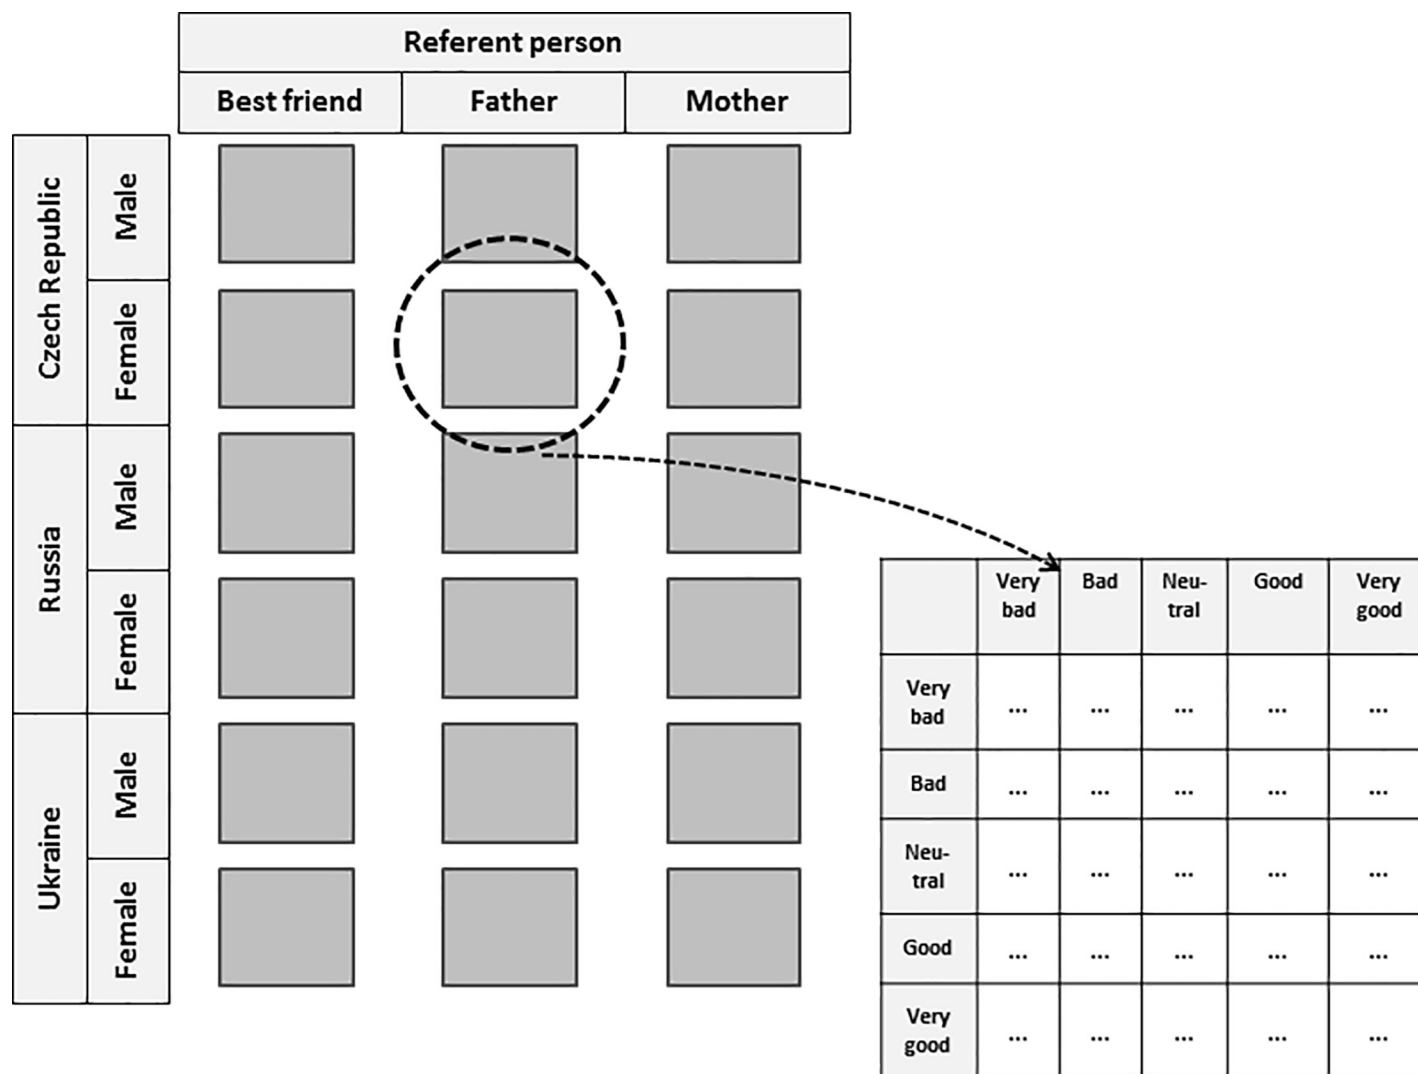 Referent person
Best friend Father Mother
Czech Republic
Male
Female
Russia
Male
Female
Ukraine
Male
Female
Very bad Bad Neu-tral Good Very good
Very
bad
... ... ... ... ...
Bad
... ... ... ... ...
Neu-
tral
... ... ... ... ...
Good
... ... ... ... ...
Very
good
... ... ... ... ...